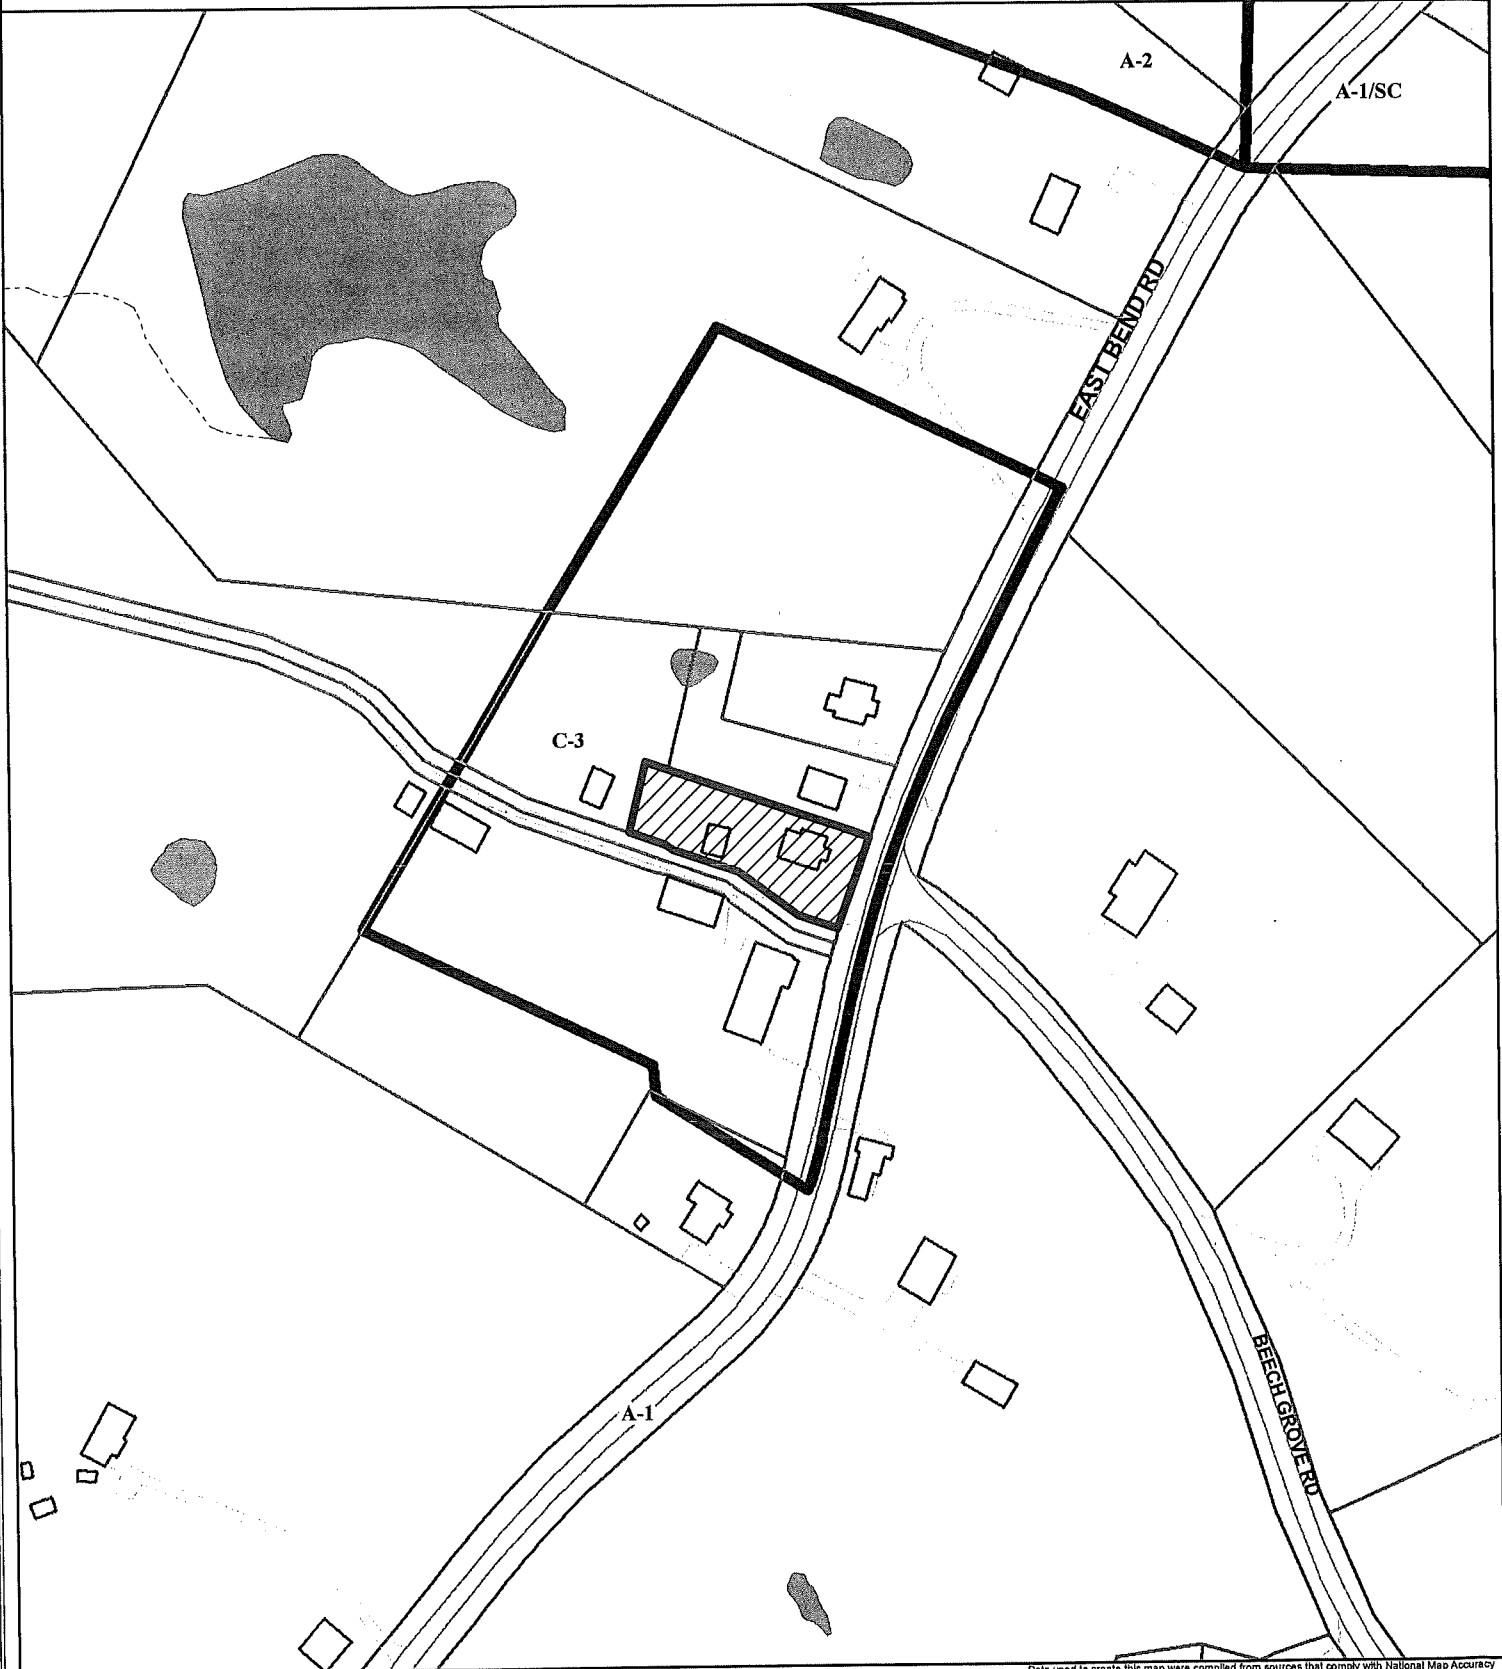 A-2
A-1/SC
EAST BEND RD
C-3
A-1
BEECH GROVE RD
Data used to create this map were compiled from sources that comply with National Map Accuracy